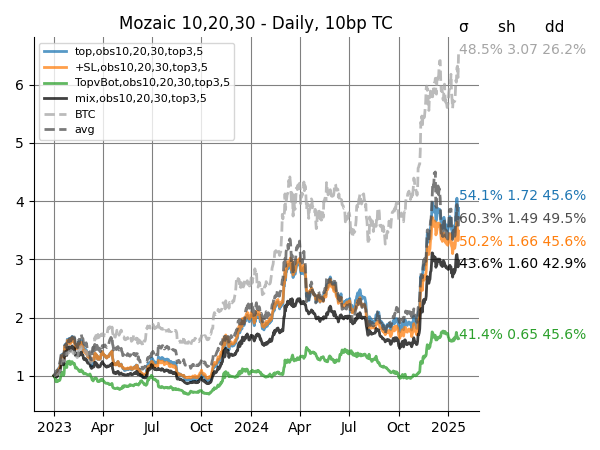 Mozaic 10,20,30 - Daily, 10bp TC
σ sh dd
top,obs10,20,30,top3,5
+SL,obs10,20,30,top3,5
TopvBot,obs10,20,30,top3,5
mix,obs10,20,30,top3,5
BTC
avg
48.5% 3.07 26.2%
54.1% 1.72 45.6%
60.3% 1.49 49.5%
50.2% 1.66 45.6%
43.6% 1.60 42.9%
41.4% 0.65 45.6%
6
5
4
3
2
1
2023 Apr Jul Oct 2024 Apr Jul Oct 2025